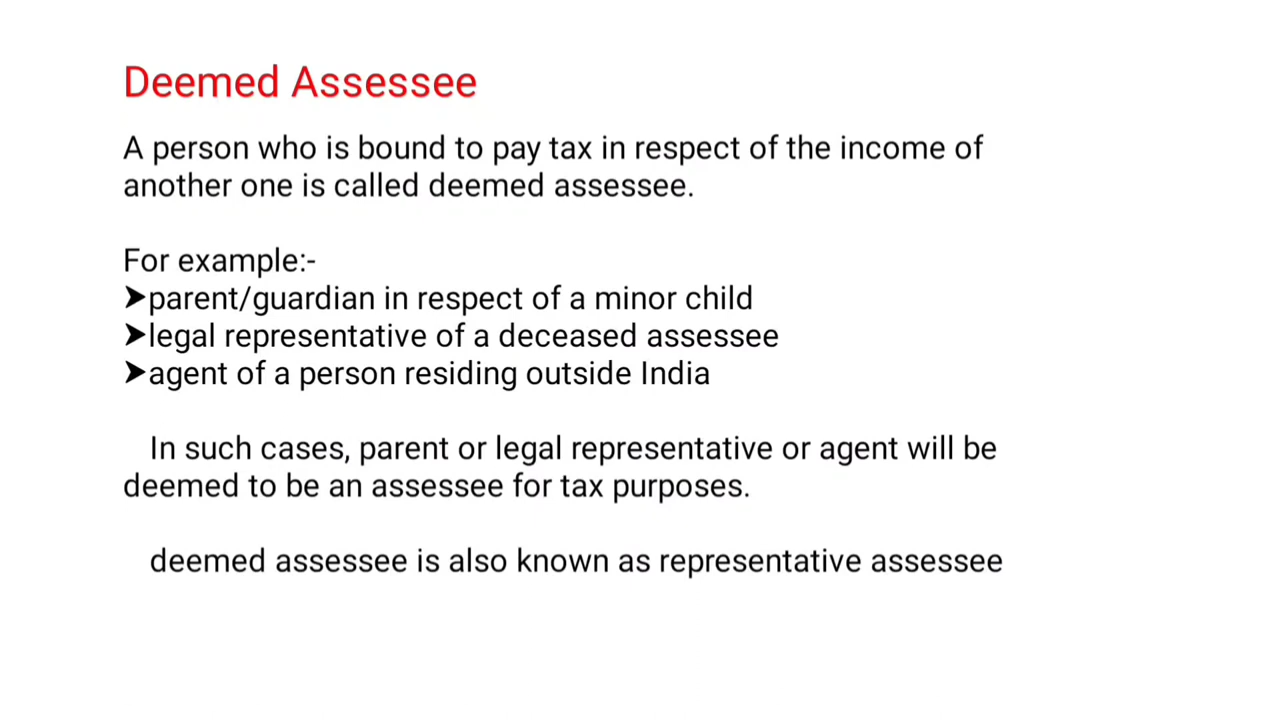 Deemed Assessee
A person who is bound to pay tax in respect of the income of
another one is called deemed assessee.
For example:-
➤parent/guardian in respect of a minor child
➤legal representative of a deceased assessee
➤agent of a person residing outside India
In such cases, parent or legal representative or agent will be
deemed to be an assessee for tax purposes.
deemed assessee is also known as representative assessee